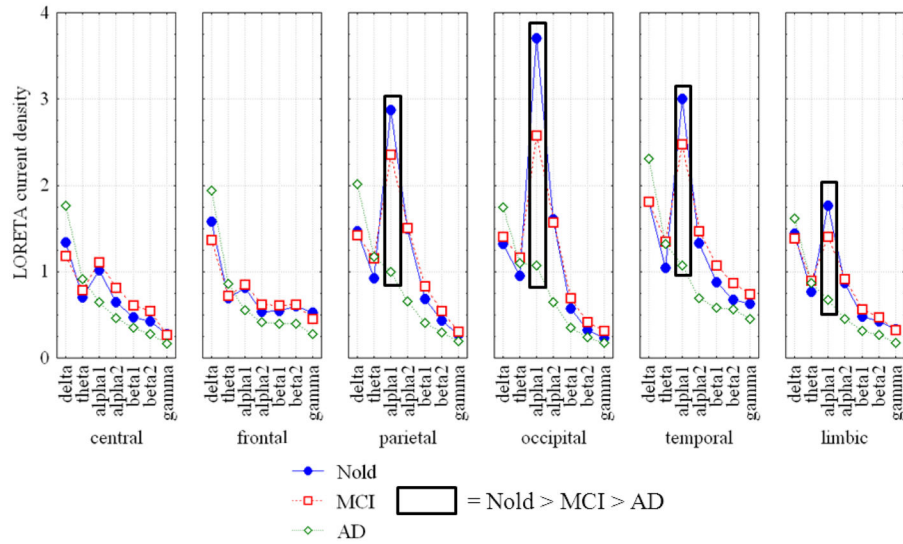 LORETA current density
4
3
2
1
0
delta theta alpha1 alpha2 beta1 beta2 gamma
delta theta alpha1 alpha2 beta1 beta2 gamma
delta theta alpha1 alpha2 beta1 beta2 gamma
delta theta alpha1 alpha2 beta1 beta2 gamma
delta theta alpha1 alpha2 beta1 beta2 gamma
delta theta alpha1 alpha2 beta1 beta2 gamma
central frontal parietal occipital temporal limbic
Nold
MCI = Nold > MCI > AD
AD